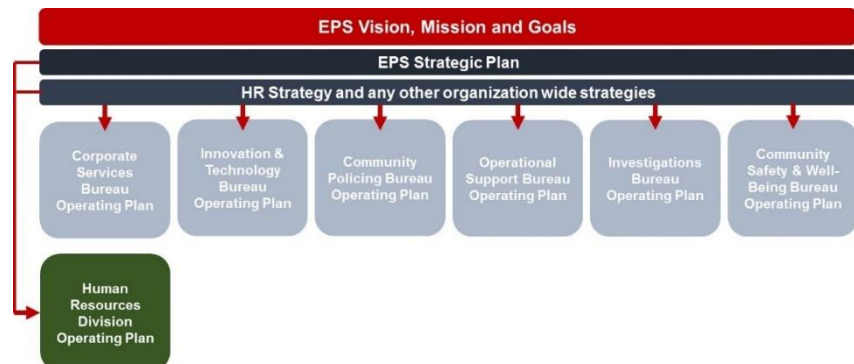 EPS Vision, Mission and Goals
EPS Strategic Plan
HR Strategy and any other organization wide strategies
Corporate
Services
Bureau
Operating Plan
Innovation &
Technology
Bureau
Operating Plan
Community
Policing Bureau
Operating Plan
Operational
Support Bureau
Operating Plan
Investigations
Bureau
Operating Plan
Community
Safety & Well-
Being Bureau
Operating Plan
Human
Resources
Division
Operating Plan